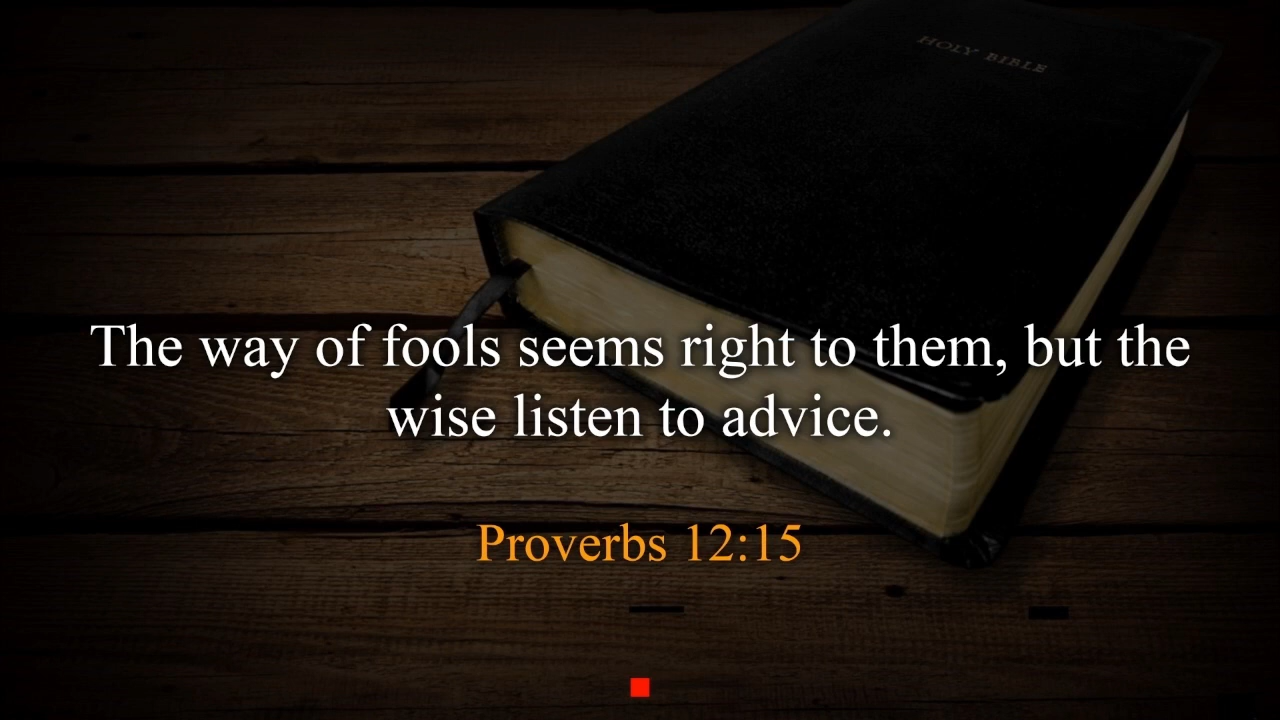 HOLY BIBLE
The way of fools seems right to them, but the
wise listen to advice.
Proverbs 12:15